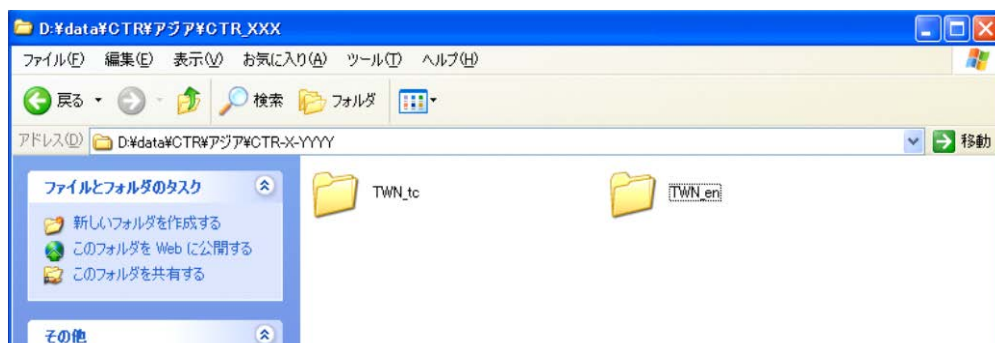 D:¥data¥CTR¥アジア¥CTR_XXX
ファイル(F) 編集(E) 表示(V) お気に入り(A) ツール(T) ヘルプ(H)
戻る 検索 フォルダ
アドレス(D) D:¥data¥CTR¥アジア¥CTR-X-YYYY 移動
ファイルとフォルダのタスク
新しいフォルダを作成する
このフォルダを Web に公開する
このフォルダを共有する
その他
TWN_tc
TWN_en